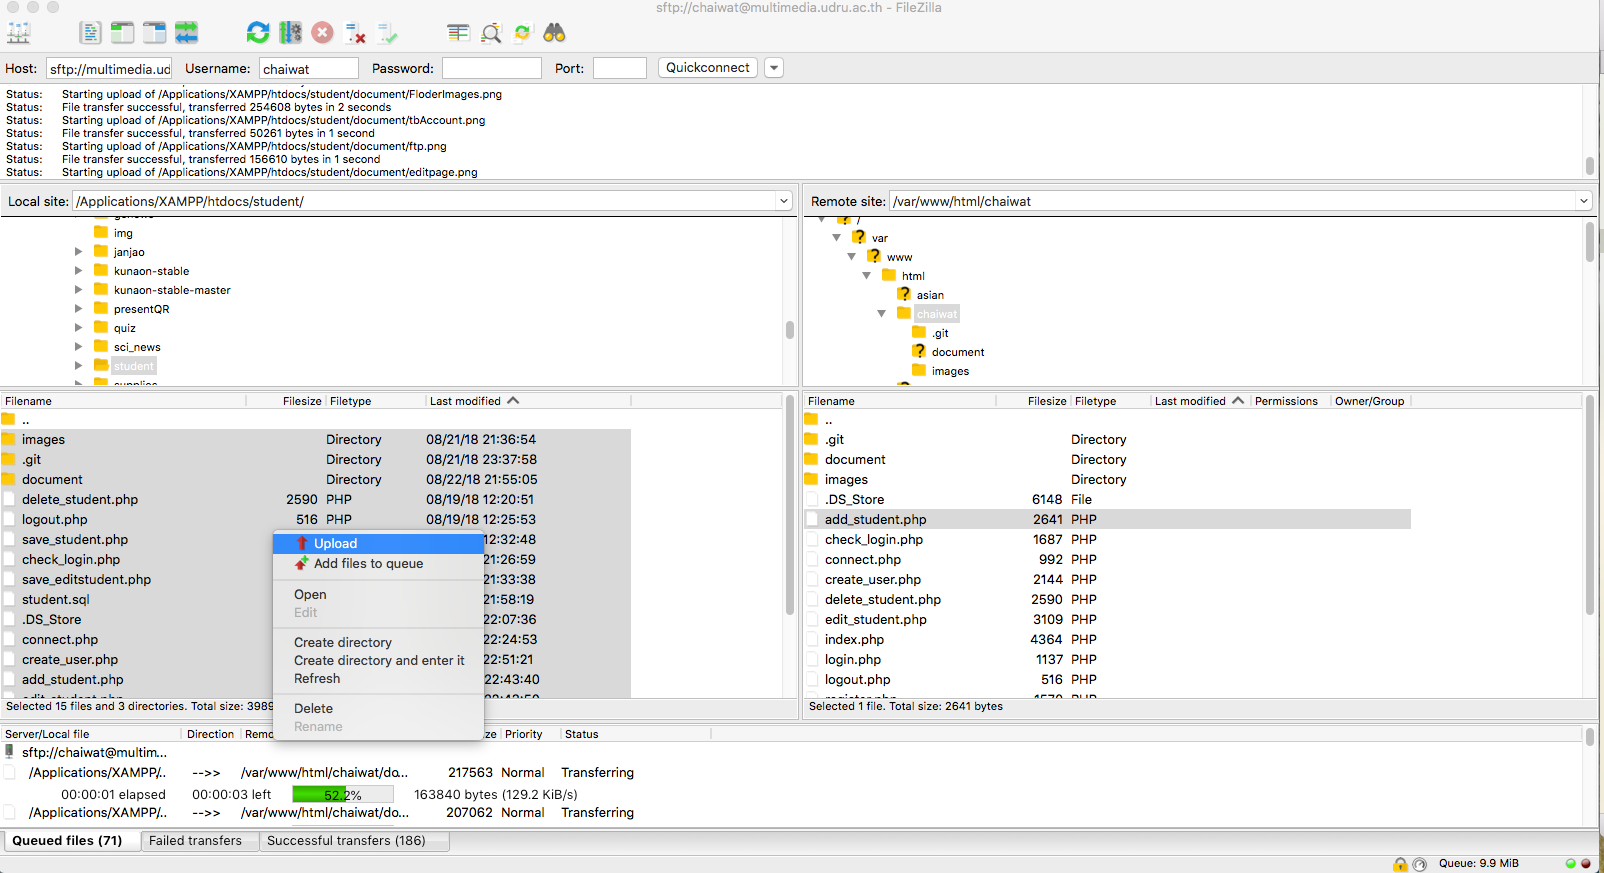 sftp://chaiwat@multimedia.udru.ac.th - FileZilla
Host: sftp://multimedia.ud Username: chaiwat Password: Port: Quickconnect
Status: Starting upload of /Applications/XAMPP/htdocs/student/document/FloderImages.png
Status: File transfer successful, transferred 254608 bytes in 2 seconds
Status: Starting upload of /Applications/XAMPP/htdocs/student/document/tbAccount.png
Status: File transfer successful, transferred 50261 bytes in 1 second
Status: Starting upload of /Applications/XAMPP/htdocs/student/document/ftp.png
Status: File transfer successful, transferred 156610 bytes in 1 second
Status: Starting upload of /Applications/XAMPP/htdocs/student/document/editpage.png
Local site: /Applications/XAMPP/htdocs/student/
img
janjao
kunaon-stable
kunaon-stable-master
presentQR
quiz
sci_news
student
supplies
Remote site: /var/www/html/chaiwat
/
var
www
html
asian
chaiwat
.git
document
images
Filename Filesize Filetype Last modified
..
images Directory 08/21/18 21:36:54
.git Directory 08/21/18 23:37:58
document Directory 08/22/18 21:55:05
delete_student.php 2590 PHP 08/19/18 12:20:51
logout.php 516 PHP 08/19/18 12:25:53
save_student.php 12:32:48
check_login.php 21:26:59
save_editstudent.php 21:33:38
student.sql 21:58:19
.DS_Store 22:07:36
connect.php 22:24:53
create_user.php 22:51:21
add_student.php 22:43:40
edit_student.php
Selected 15 files and 3 directories. Total size: 3989
Upload
Add files to queue
Open
Edit
Create directory
Create directory and enter it
Refresh
Delete
Rename
Filename Filesize Filetype Last modified Permissions Owner/Group
..
.git Directory
document Directory
images Directory
.DS_Store 6148 File
add_student.php 2641 PHP
check_login.php 1687 PHP
connect.php 992 PHP
create_user.php 2144 PHP
delete_student.php 2590 PHP
edit_student.php 3109 PHP
index.php 4364 PHP
login.php 1137 PHP
logout.php 516 PHP
register.php 1570 PHP
Selected 1 file. Total size: 2641 bytes
Server/Local file Direction Remo ze Priority Status
sftp://chaiwat@multim...
/Applications/XAMPP/.. -->> /var/www/html/chaiwat/do... 217563 Normal Transferring
00:00:01 elapsed 00:00:03 left 52.2% 163840 bytes (129.2 KiB/s)
/Applications/XAMPP/.. -->> /var/www/html/chaiwat/do... 207062 Normal Transferring
Queued files (71) Failed transfers Successful transfers (186)
Queue: 9.9 MiB